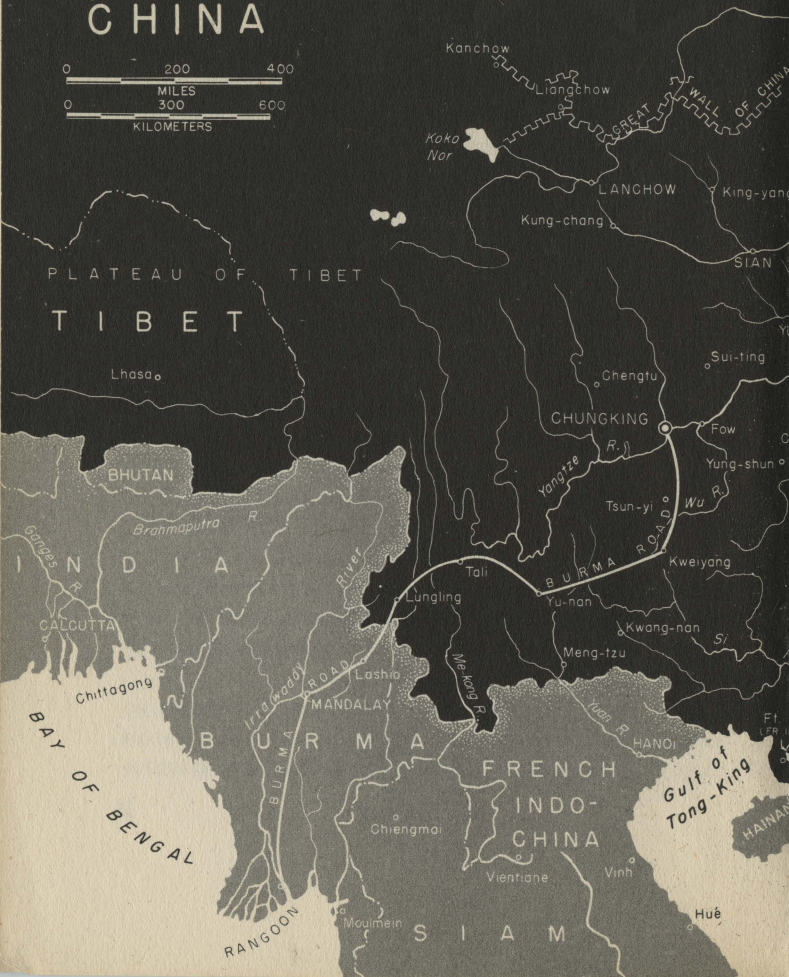 CHINA
0 200 400
MILES
0 300 600
KILOMETERS
Kanchow
Liangchow
GREAT WALL OF CHINA
Koko
Nor
LANCHOW
King-yang
Kung-chang
SIAN
PLATEAU OF TIBET
TIBET
Lhasa
Sui-ting
Chengtu
CHUNGKING
Fow
BHUTAN
Yangtze R.
Yung-shun
Tsun-yi
Wu R.
Brahmaputra R
Ganges R
INDIA
River
Tali
BURMA ROAD
Kweiyang
Lungling
Yu-nan
CALCUTTA
Kwang-nan
Si
Meng-tzu
Chittagong
Irrawaddy
ROAD
Lashio
Me-kong R.
MANDALAY
Yuan R.
Ft.
BURMA
HANOI
BAY OF BENGAL
BURMA
FRENCH
INDO-
CHINA
Gulf of
Tong-King
HAINAN
Chiengmai
Vientiane
Vinh
Moulmein
Hué
RANGOON
SIAM